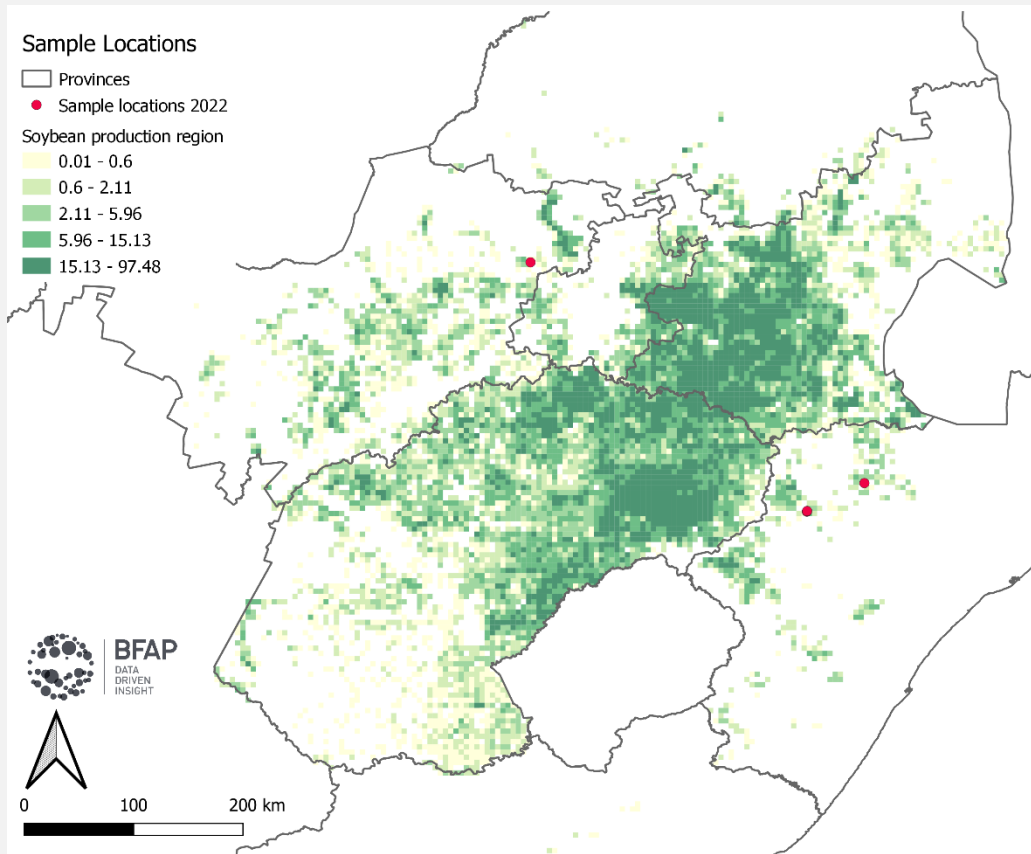 Sample Locations
Provinces
Sample locations 2022
Soybean production region
0.01 - 0.6
0.6 - 2.11
2.11 - 5.96
5.96 - 15.13
15.13 - 97.48
BFAP
DATA
DRIVEN
INSIGHT
0 100 200 km